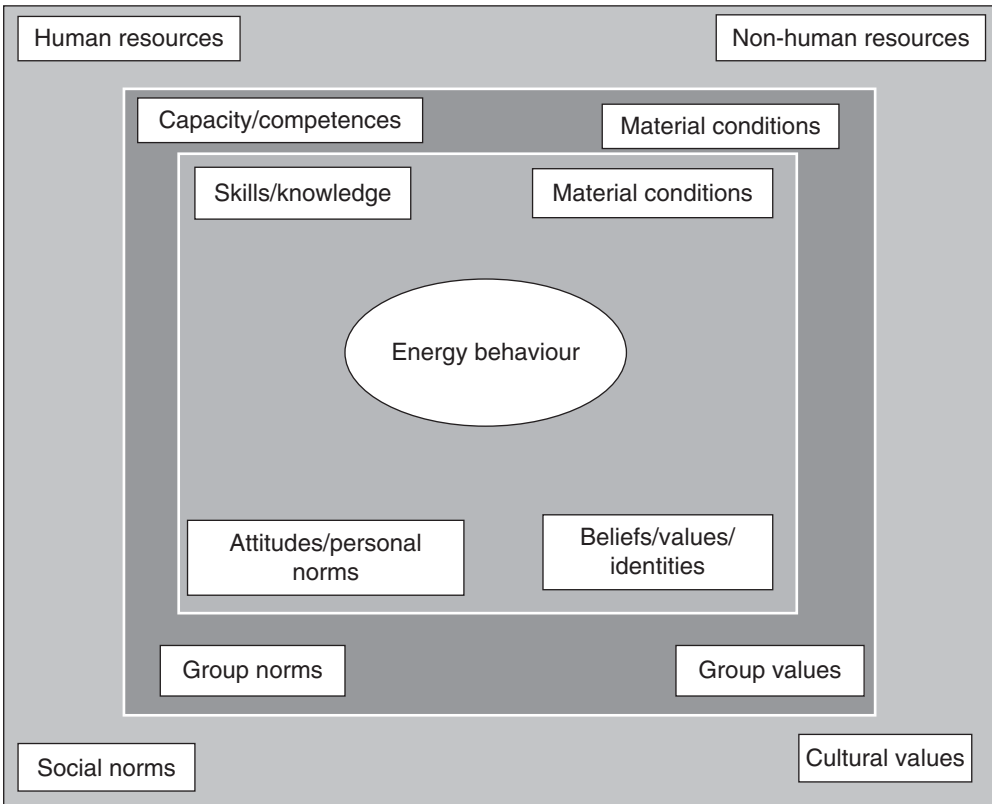 Human resources
Non-human resources
Capacity/competences
Material conditions
Skills/knowledge
Material conditions
Energy behaviour
Attitudes/personal
norms
Beliefs/values/
identities
Group norms
Group values
Social norms
Cultural values